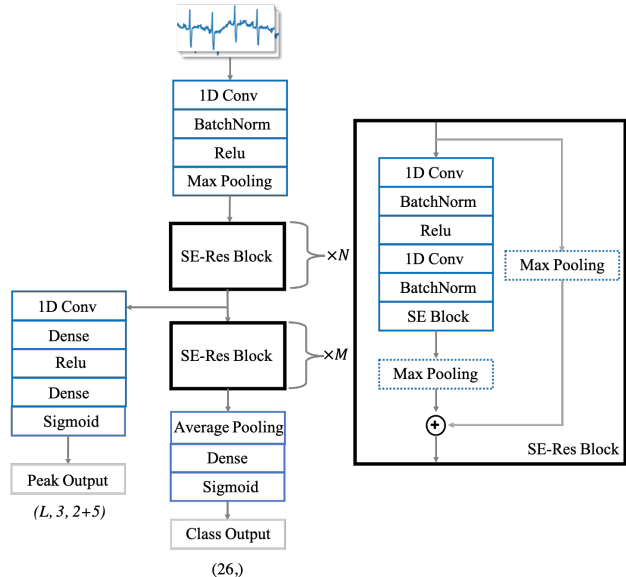 1D Conv
BatchNorm
Relu
Max Pooling
SE-Res Block
×N
SE-Res Block
×M
Average Pooling
Dense
Sigmoid
Class Output
(26,)
1D Conv
Dense
Relu
Dense
Sigmoid
Peak Output
(L, 3, 2+5)
1D Conv
BatchNorm
Relu
1D Conv
BatchNorm
SE Block
Max Pooling
Max Pooling
+
SE-Res Block